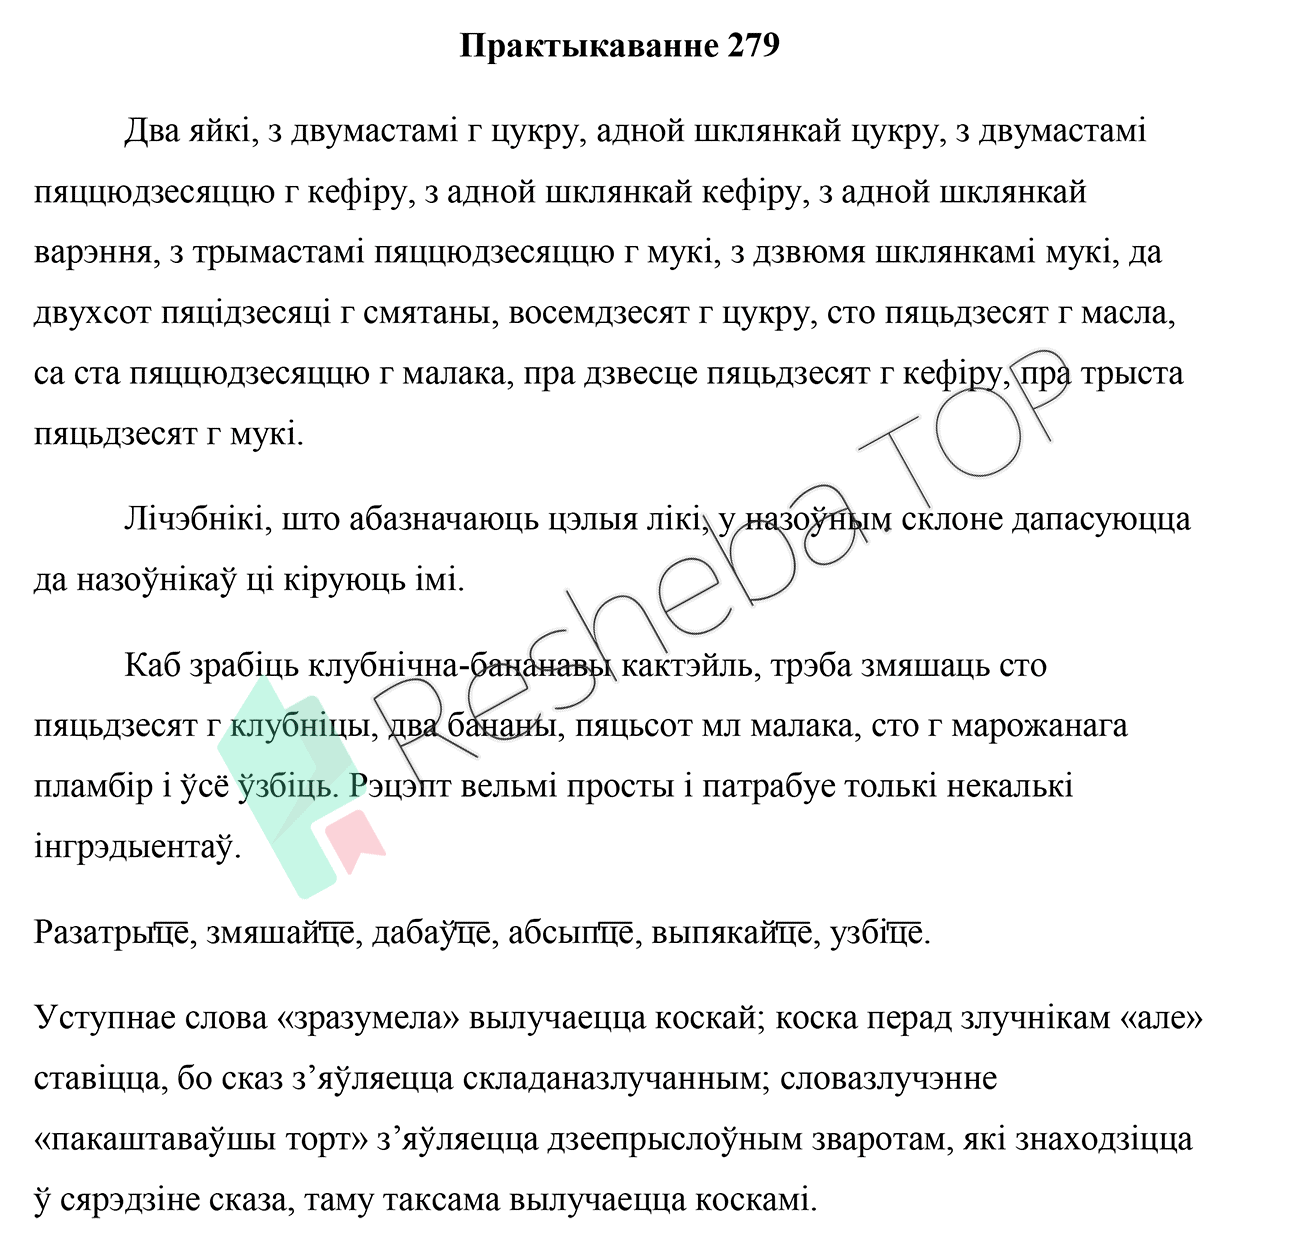 Практыкаванне 279
Два яйкі, з двумастамі г цукру, адной шклянкай цукру, з двумастамі
пяццюдзесяццю г кефіру, з адной шклянкай кефіру, з адной шклянкай
варэння, з трымастамі пяццюдзесяццю г мукі, з дзвюмя шклянкамі мукі, да
двухсот пяцідзесяці г смятаны, восемдзесят г цукру, сто пяцьдзесят г масла,
са ста пяццюдзесяццю г малака, пра дзвесце пяцьдзесят г кефіру, пра трыста
пяцьдзесят г мукі.
Лічэбнікі, што абазначаюць цэлыя лікі, у назоўным склоне дапасуюцца
да назоўнікаў ці кіруюць імі.
Каб зрабіць клубнічна-бананавы кактэйль, трэба змяшаць сто
пяцьдзесят г клубніцы, два бананы, пяцьсот мл малака, сто г марожанага
пламбір і ўсё ўзбіць. Рэцэпт вельмі просты і патрабуе толькі некалькі
інгрэдыентаў.
Разатрыце, змяшайце, дабаўце, абсыпце, выпякайце, узбіце.
Уступнае слова «зразумела» вылучаецца коскай; коска перад злучнікам «але»
ставіцца, бо сказ з’яўляецца складаназлучанным; словазлучэнне
«пакаштаваўшы торт» з’яўляецца дзеепрыслоўным зваротам, які знаходзіцца
ў сярэдзіне сказа, таму таксама вылучаецца коскамі.
Resheba.TOP